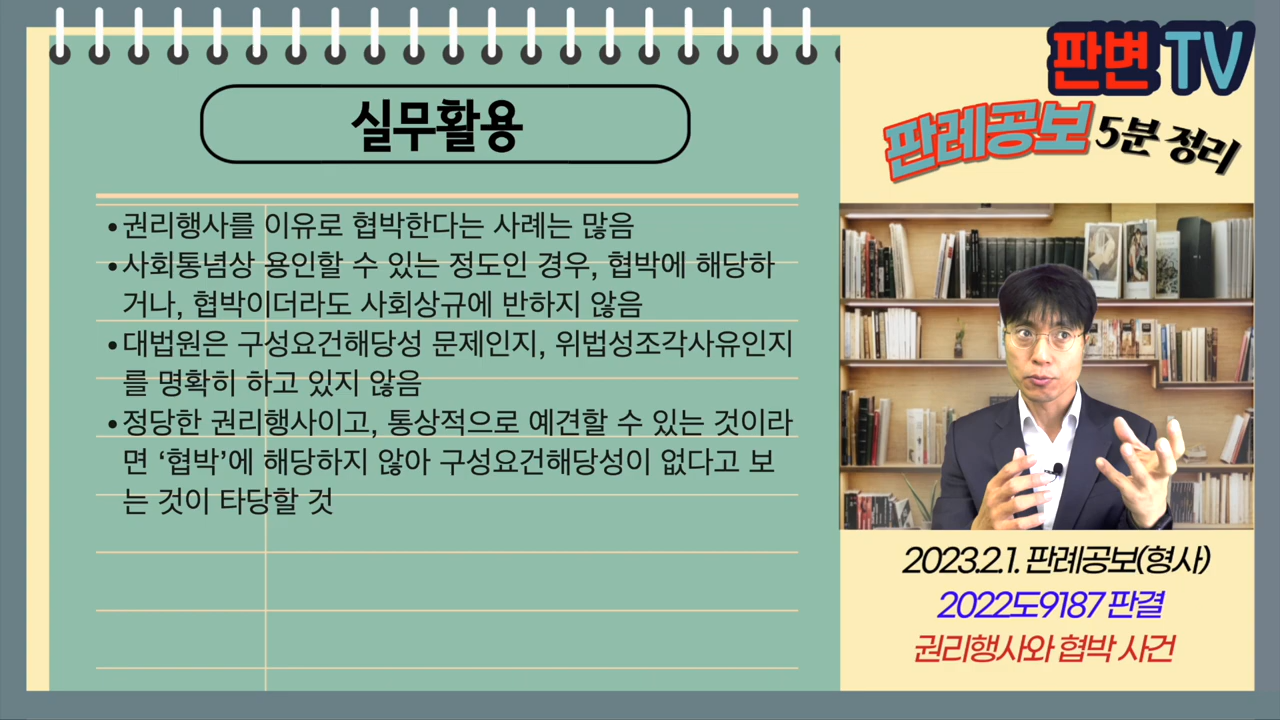 판변 TV
판례공보 5분 정리
실무활용
•권리행사를 이유로 협박한다는 사례는 많음
•사회통념상 용인할 수 있는 정도인 경우, 협박에 해당하
거나, 협박이더라도 사회상규에 반하지 않음
•대법원은 구성요건해당성 문제인지, 위법성조각사유인지
를 명확히 하고 있지 않음
•정당한 권리행사이고, 통상적으로 예견할 수 있는 것이라
면 ‘협박’에 해당하지 않아 구성요건해당성이 없다고 보
는 것이 타당할 것
2023.2.1. 판례공보(형사)
2022도9187 판결
권리행사와 협박 사건